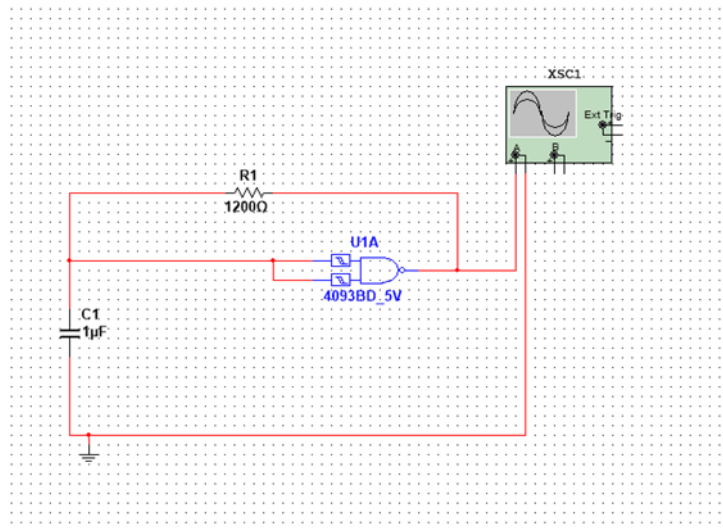 XSC1
Ext Trig
A
B
R1
1200Ω
U1A
4093BD_5V
C1
1µF